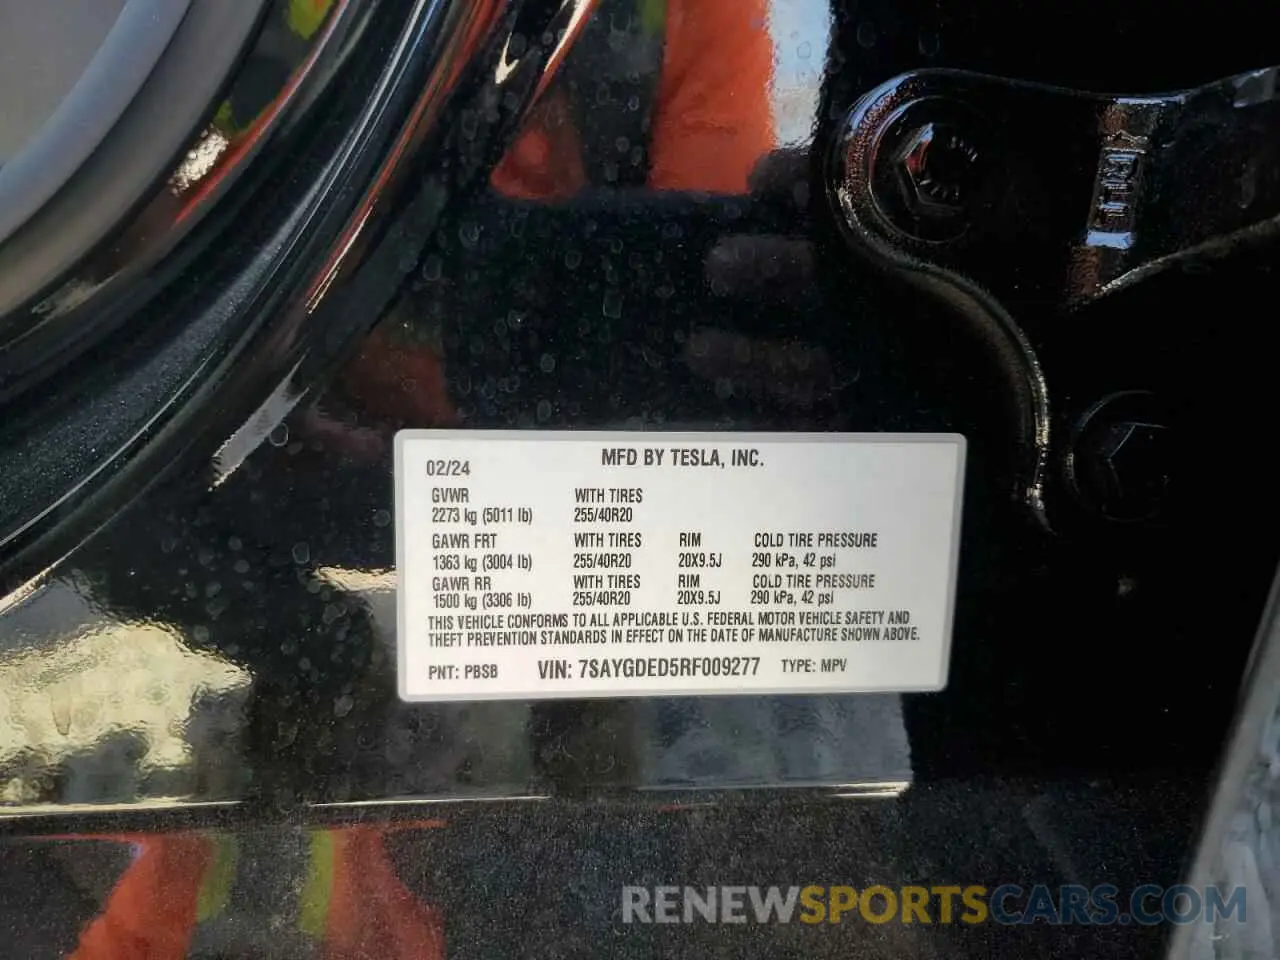 MFD BY TESLA, INC.
02/24
GVWR WITH TIRES
2273 kg (5011 lb) 255/40R20
GAWR FRT WITH TIRES RIM COLD TIRE PRESSURE
1363 kg (3004 lb) 255/40R20 20X9.5J 290 kPa, 42 psi
GAWR RR WITH TIRES RIM COLD TIRE PRESSURE
1500 kg (3306 lb) 255/40R20 20X9.5J 290 kPa, 42 psi
THIS VEHICLE CONFORMS TO ALL APPLICABLE U.S. FEDERAL MOTOR VEHICLE SAFETY AND
THEFT PREVENTION STANDARDS IN EFFECT ON THE DATE OF MANUFACTURE SHOWN ABOVE.
PNT: PBSB VIN: 7SAYGDED5RF009277 TYPE: MPV
RENEWSPORTSCARS.COM